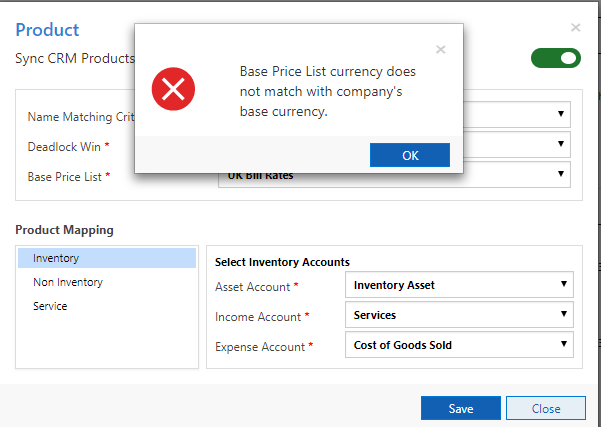 Product
Sync CRM Products
Base Price List currency does
not match with company's
base currency.
OK
Name Matching Crit
Deadlock Win *
Base Price List * UK Bill Rates
Product Mapping
Inventory
Non Inventory
Service
Select Inventory Accounts
Asset Account * Inventory Asset
Income Account * Services
Expense Account * Cost of Goods Sold
Save Close